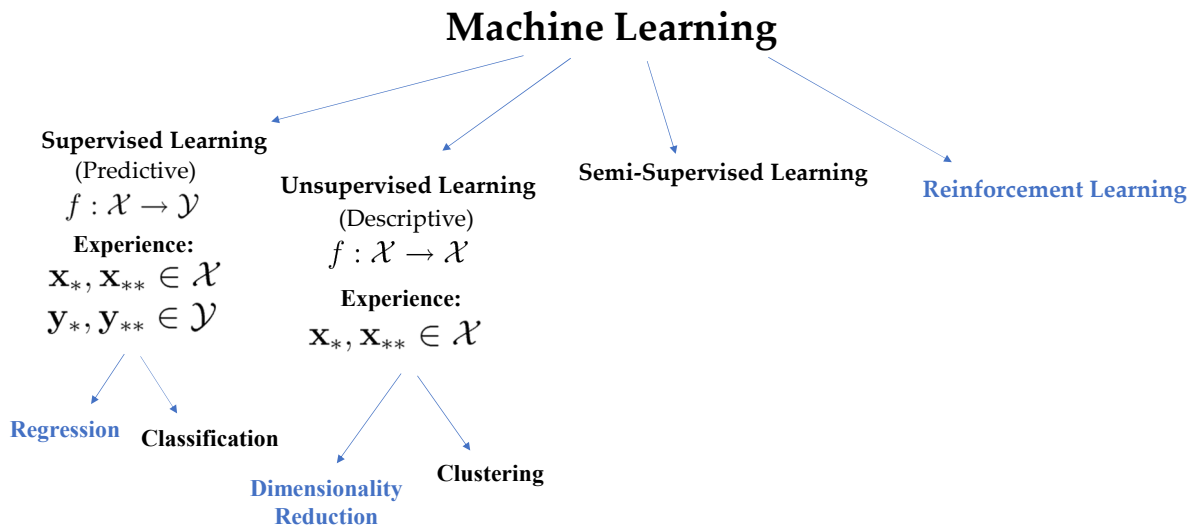 Machine Learning
Supervised Learning
(Predictive)
f : 𝒳 → 𝒴
Experience:
x∗, x∗∗ ∈ 𝒳
y∗, y∗∗ ∈ 𝒴
Regression
Classification
Unsupervised Learning
(Descriptive)
f : 𝒳 → 𝒳
Experience:
x∗, x∗∗ ∈ 𝒳
Dimensionality
Reduction
Clustering
Semi-Supervised Learning
Reinforcement Learning